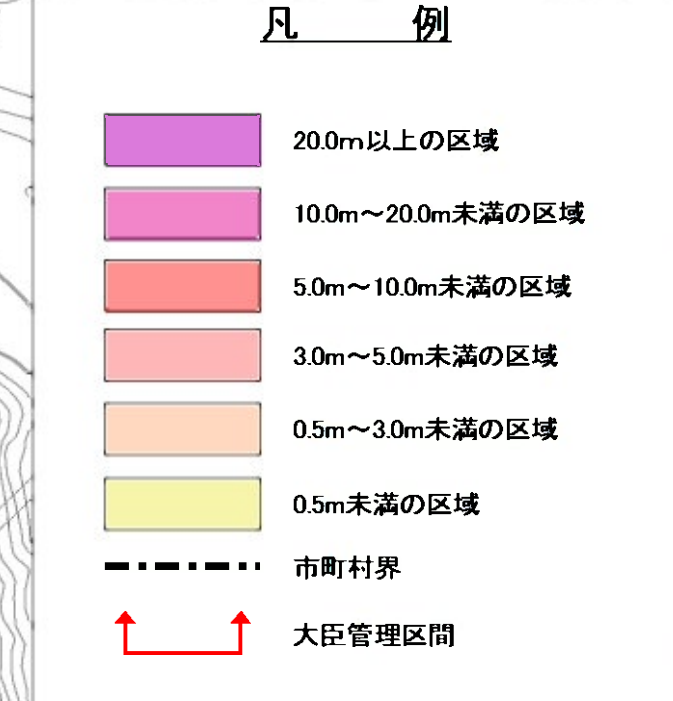 凡 例
20.0m以上の区域
10.0m～20.0m未満の区域
5.0m～10.0m未満の区域
3.0m～5.0m未満の区域
0.5m～3.0m未満の区域
0.5m未満の区域
市町村界
大臣管理区間